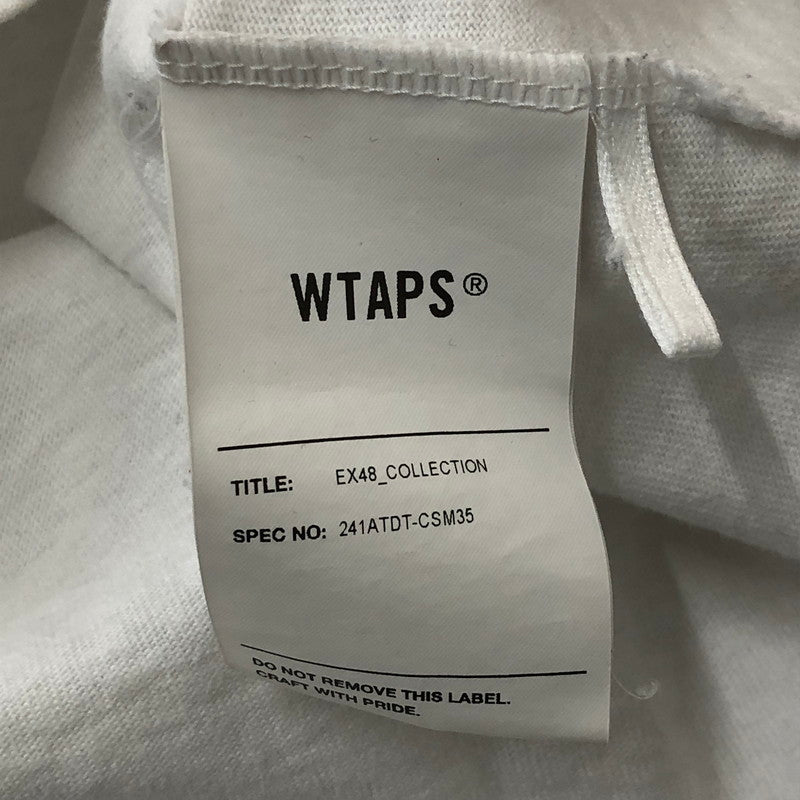 WTAPS®
TITLE: EX48_COLLECTION
SPEC NO: 241ATDT-CSM35
DO NOT REMOVE THIS LABEL.
CRAFT WITH PRIDE.